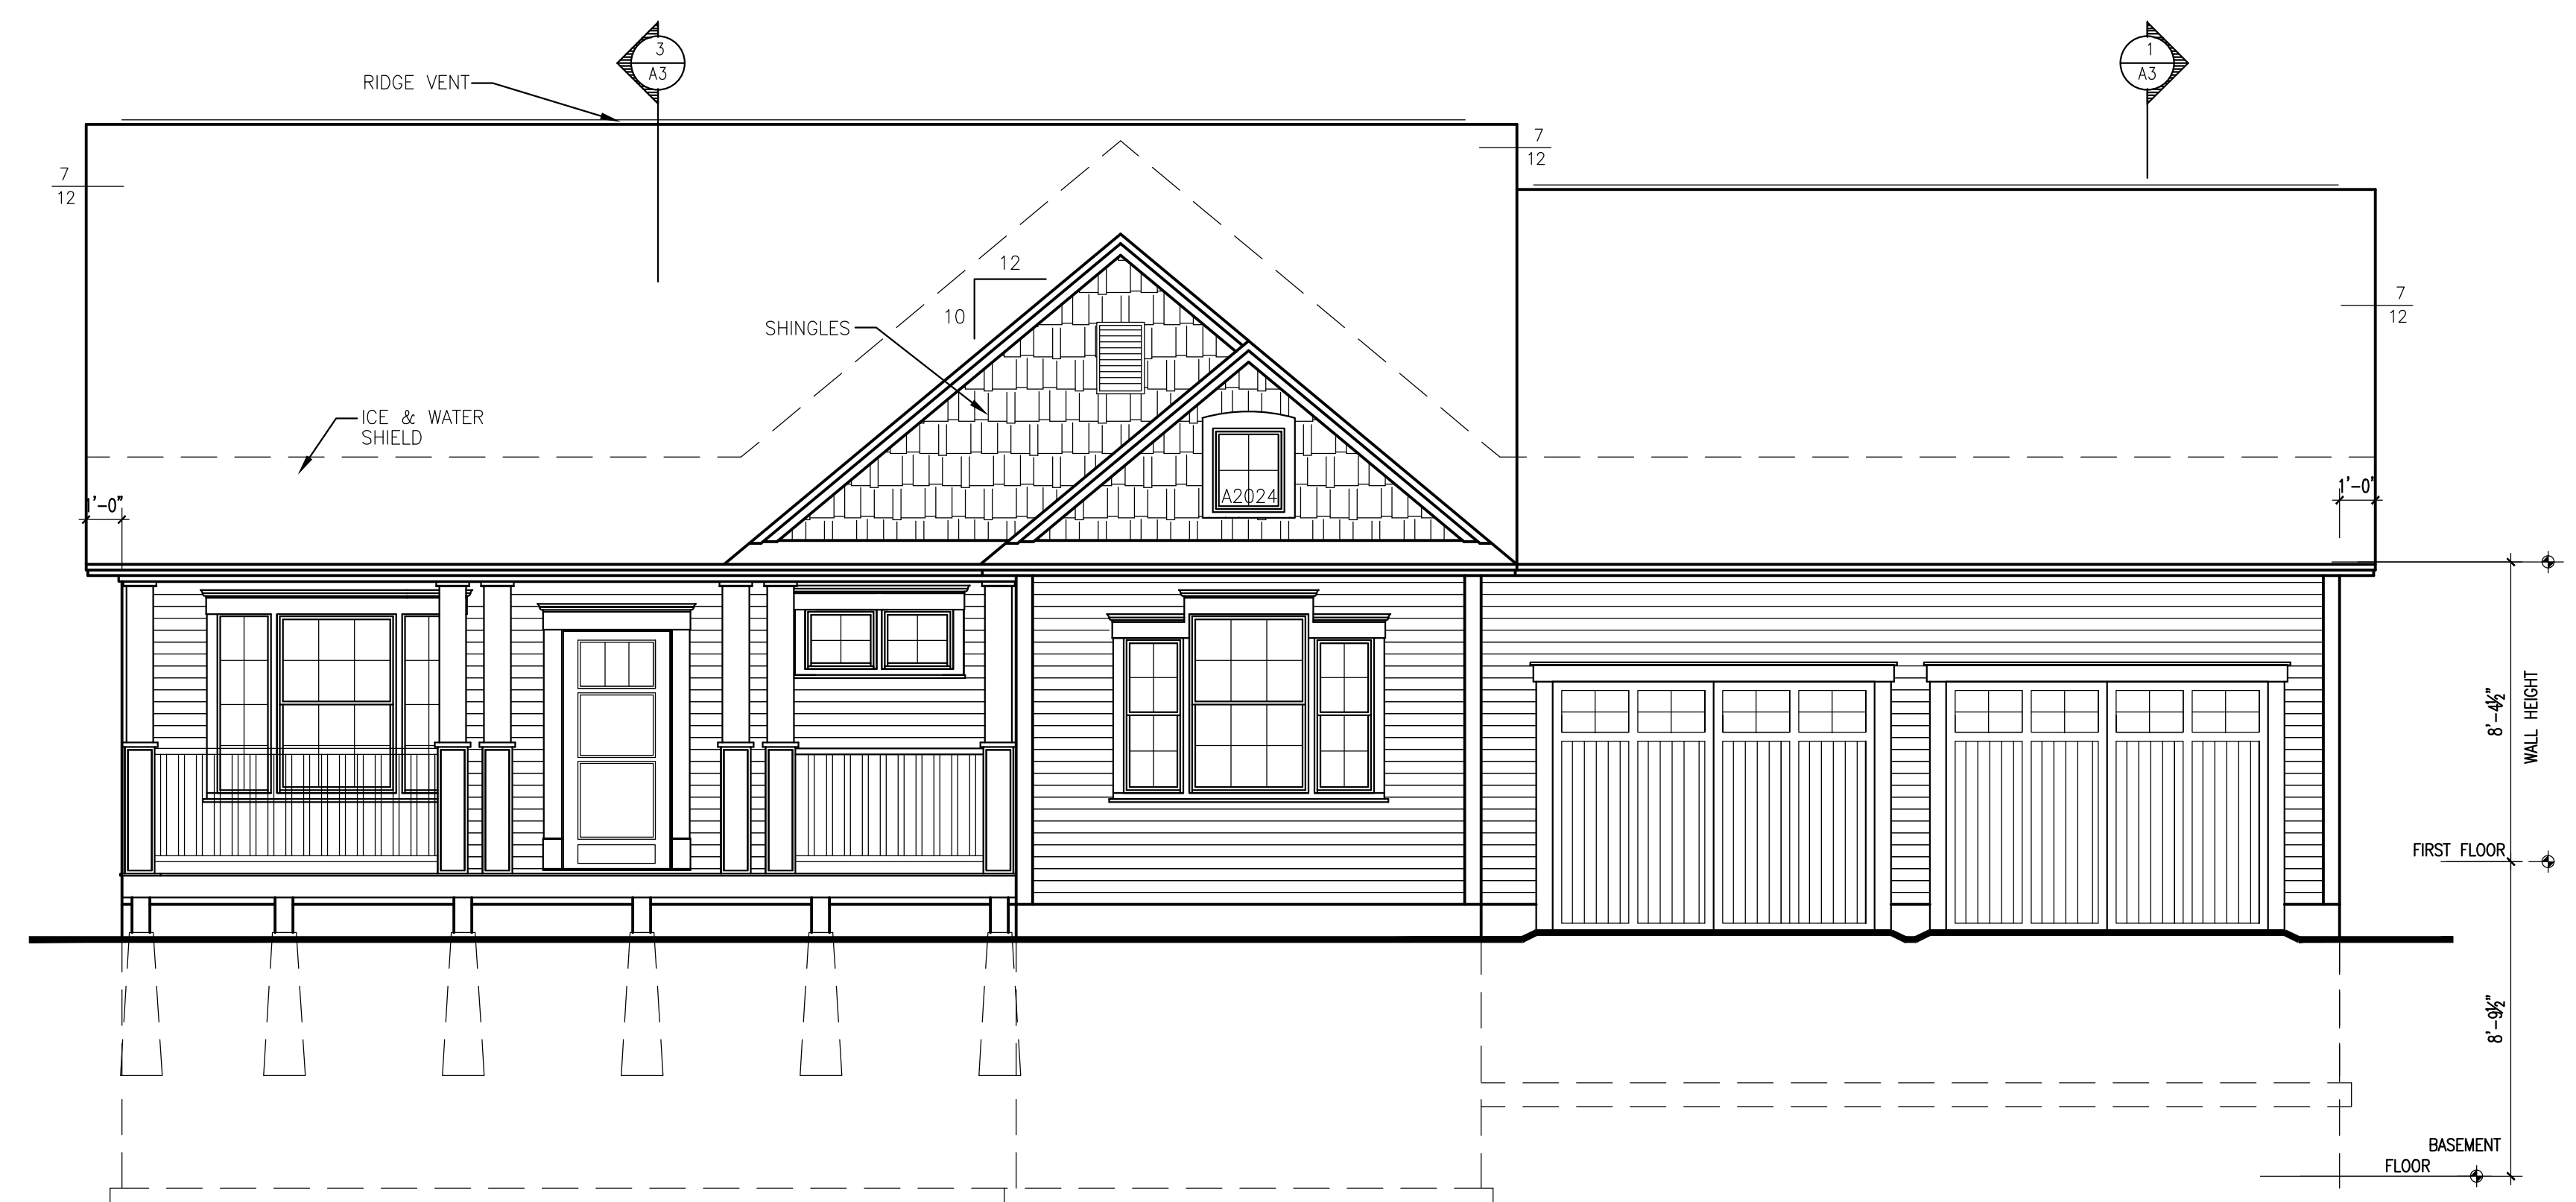 3
A3
1
A3
RIDGE VENT
7
12
7
12
12
10
SHINGLES
7
12
ICE & WATER
SHIELD
A2024
1'-0"
1'-0"
8'-4½"
WALL HEIGHT
FIRST FLOOR
8'-9½"
BASEMENT
FLOOR